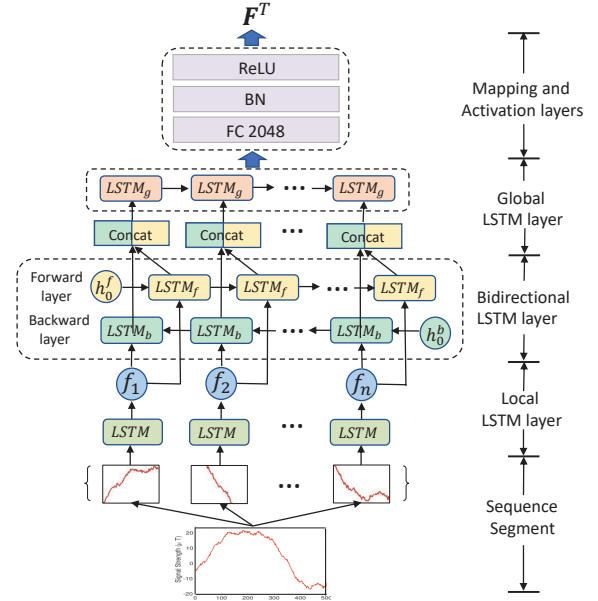 F^T
ReLU
BN
FC 2048
Mapping and
Activation layers
LSTM_g LSTM_g ... LSTM_g
Global
LSTM layer
Concat Concat ... Concat
Forward
layer
h_0^f LSTM_f LSTM_f ... LSTM_f
Bidirectional
LSTM layer
Backward
layer
LSTM_b LSTM_b ... LSTM_b h_0^b
f_1 f_2 f_n
Local
LSTM layer
LSTM LSTM ... LSTM
{ ... }
Sequence
Segment
Signal Strength (μ T)
20
10
0
-10
-20
0 100 200 300 400 500